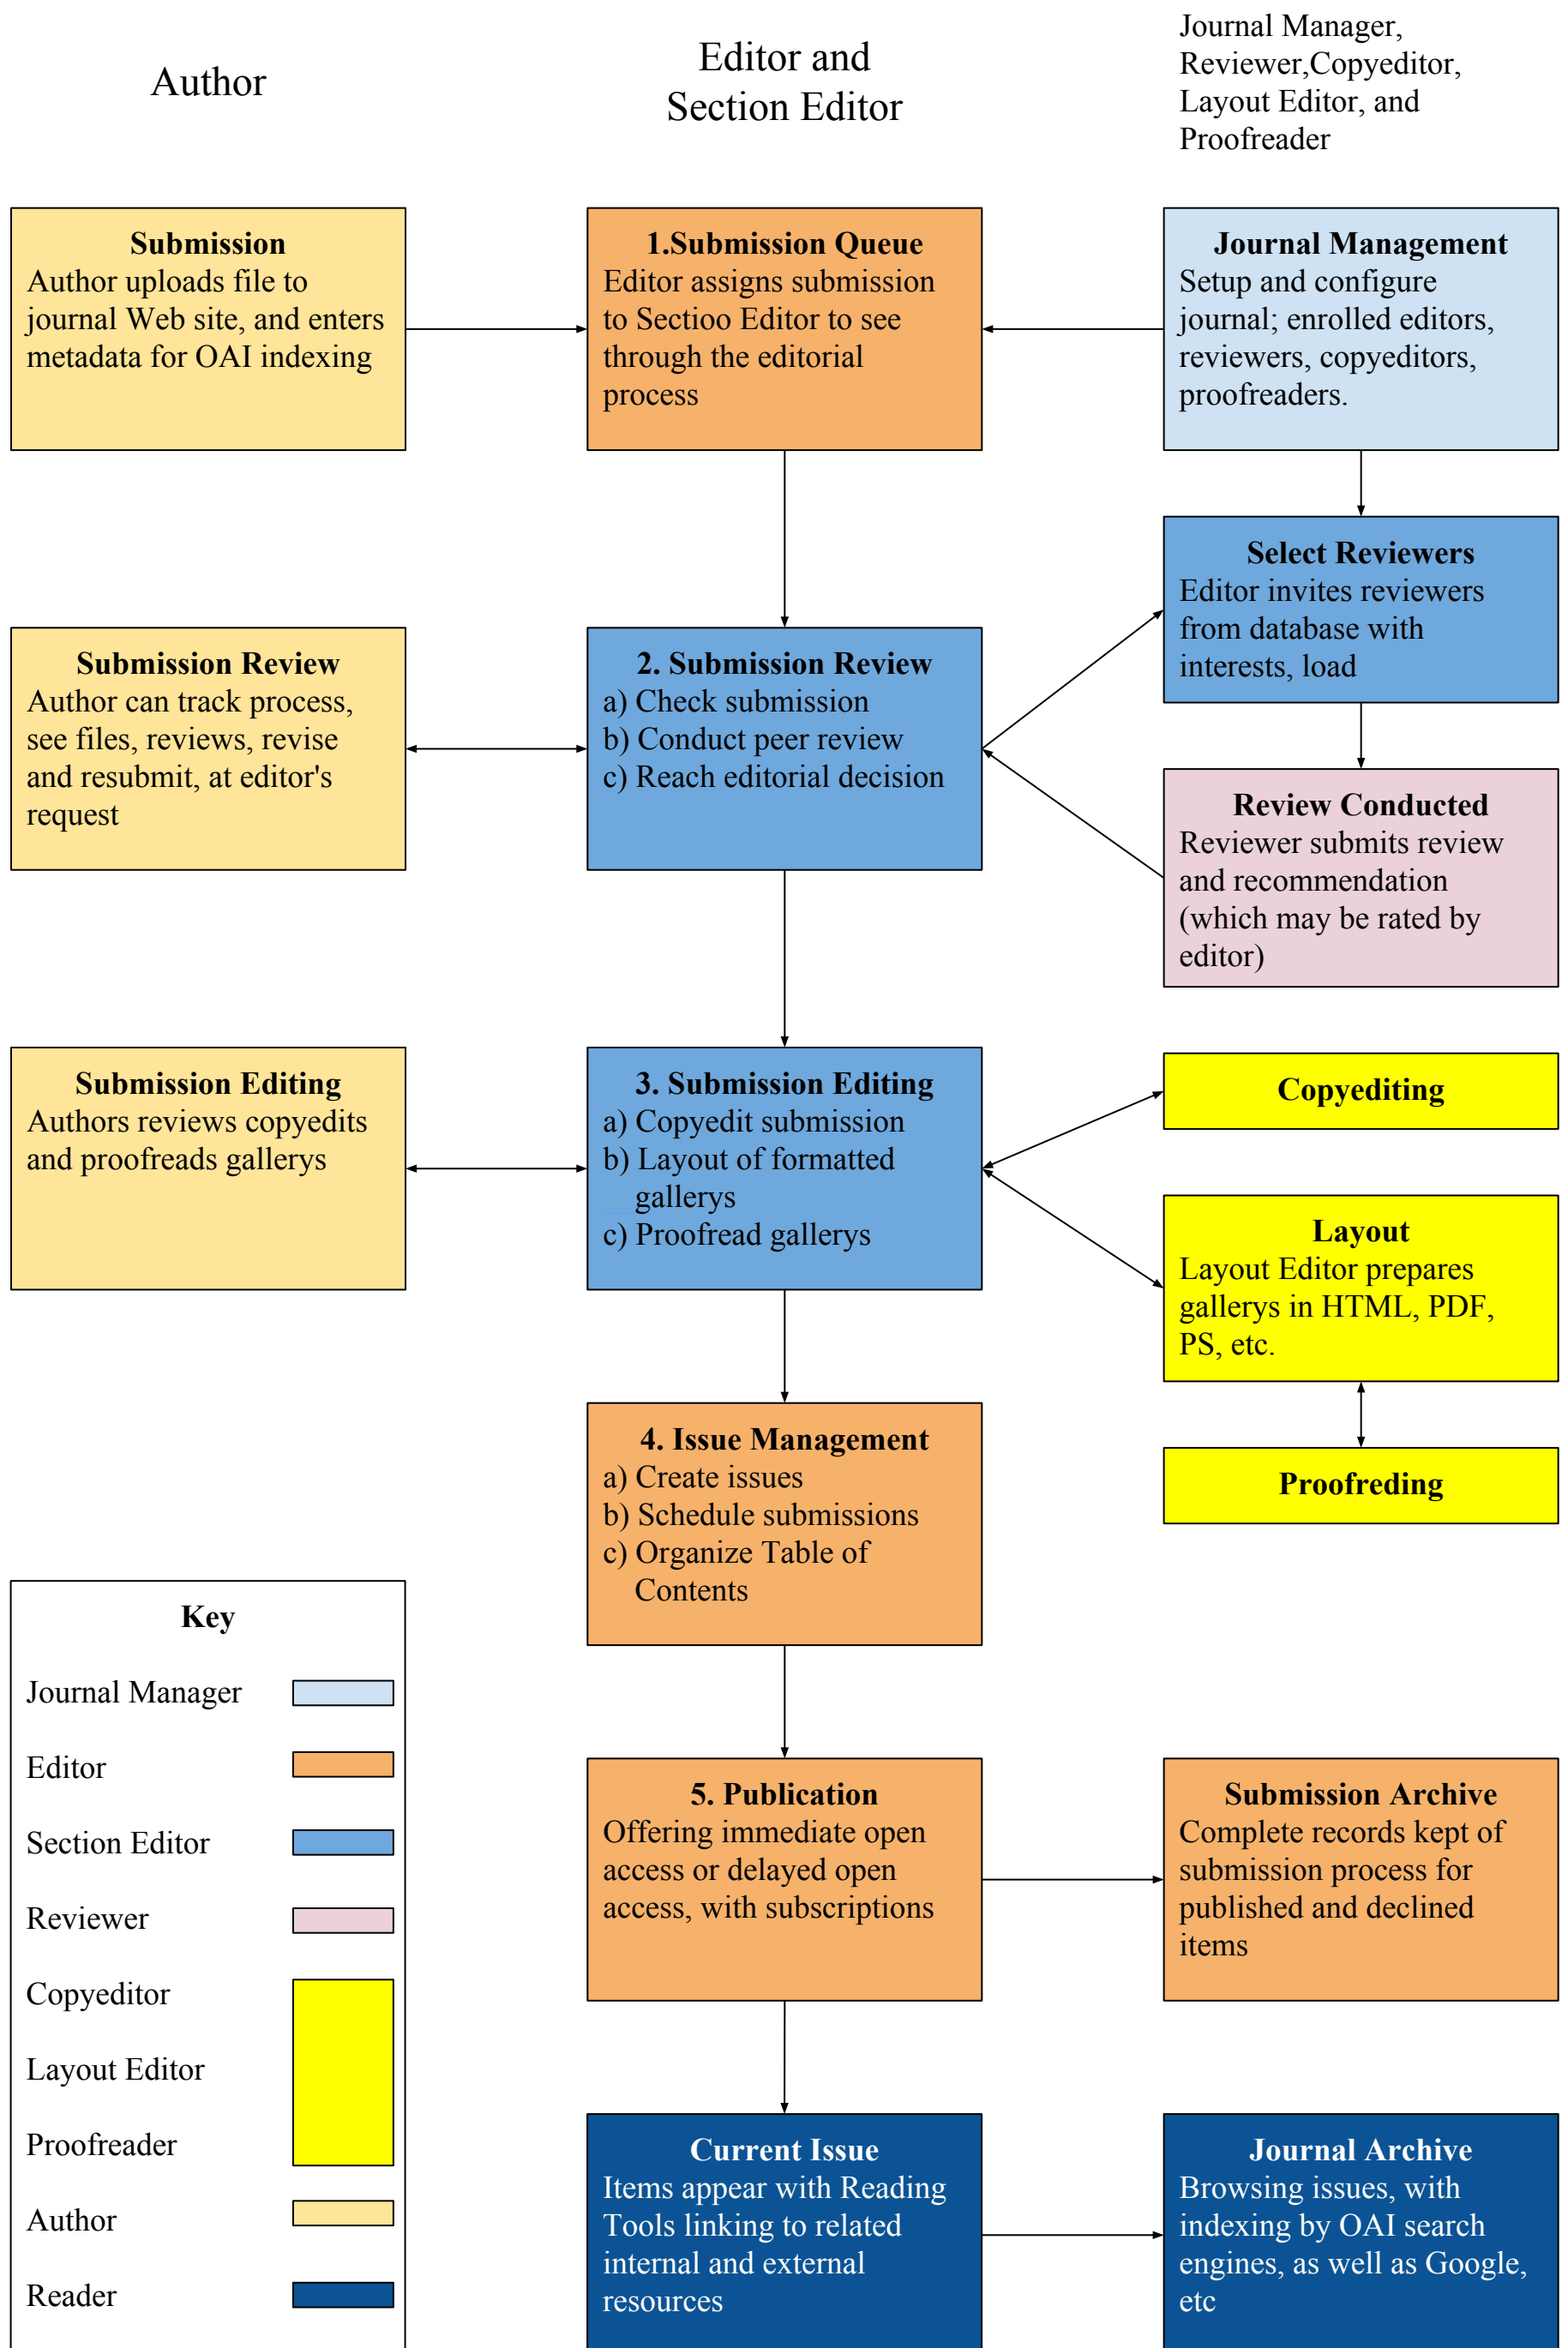 Author
Editor and
Section Editor
Journal Manager,
Reviewer,Copyeditor,
Layout Editor, and
Proofreader
Submission
Author uploads file to
journal Web site, and enters
metadata for OAI indexing
1.Submission Queue
Editor assigns submission
to Sectioo Editor to see
through the editorial
process
Journal Management
Setup and configure
journal; enrolled editors,
reviewers, copyeditors,
proofreaders.
Select Reviewers
Editor invites reviewers
from database with
interests, load
Submission Review
Author can track process,
see files, reviews, revise
and resubmit, at editor's
request
2. Submission Review
a) Check submission
b) Conduct peer review
c) Reach editorial decision
Review Conducted
Reviewer submits review
and recommendation
(which may be rated by
editor)
Submission Editing
Authors reviews copyedits
and proofreads gallerys
3. Submission Editing
a) Copyedit submission
b) Layout of formatted
gallerys
c) Proofread gallerys
Copyediting
Layout
Layout Editor prepares
gallerys in HTML, PDF,
PS, etc.
Proofreding
4. Issue Management
a) Create issues
b) Schedule submissions
c) Organize Table of
Contents
Key
Journal Manager
Editor
Section Editor
Reviewer
Copyeditor
Layout Editor
Proofreader
Author
Reader
5. Publication
Offering immediate open
access or delayed open
access, with subscriptions
Submission Archive
Complete records kept of
submission process for
published and declined
items
Current Issue
Items appear with Reading
Tools linking to related
internal and external
resources
Journal Archive
Browsing issues, with
indexing by OAI search
engines, as well as Google,
etc